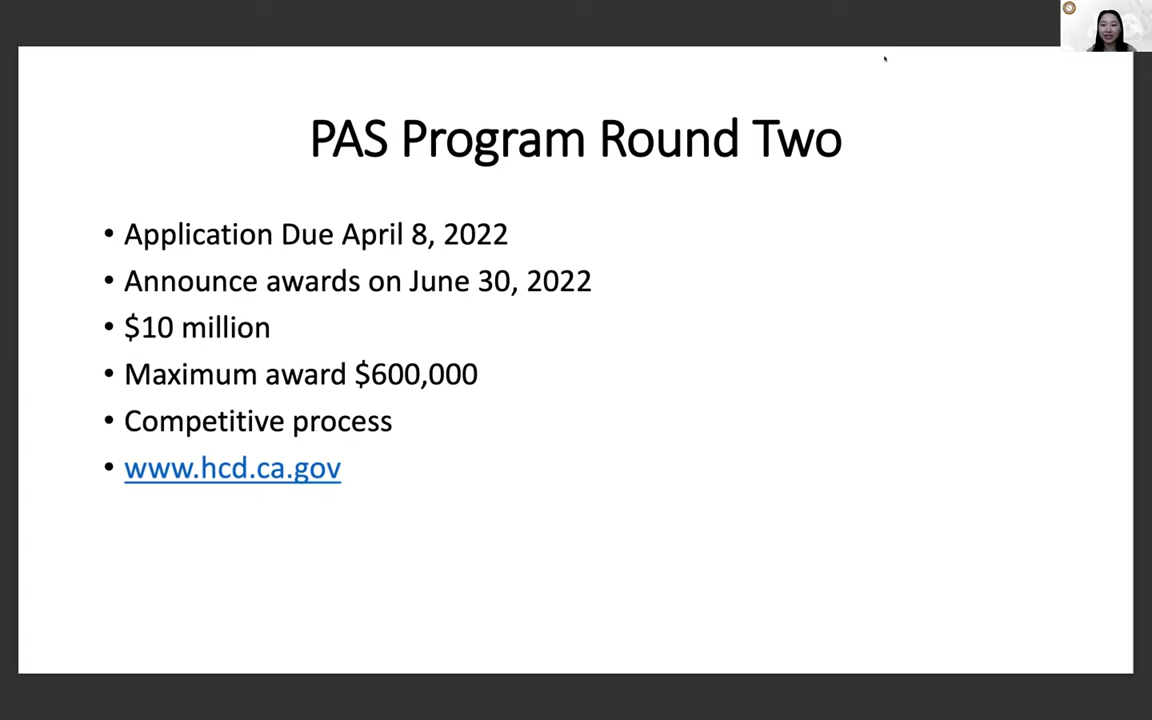 PAS Program Round Two
• Application Due April 8, 2022
• Announce awards on June 30, 2022
• $10 million
• Maximum award $600,000
• Competitive process
• www.hcd.ca.gov